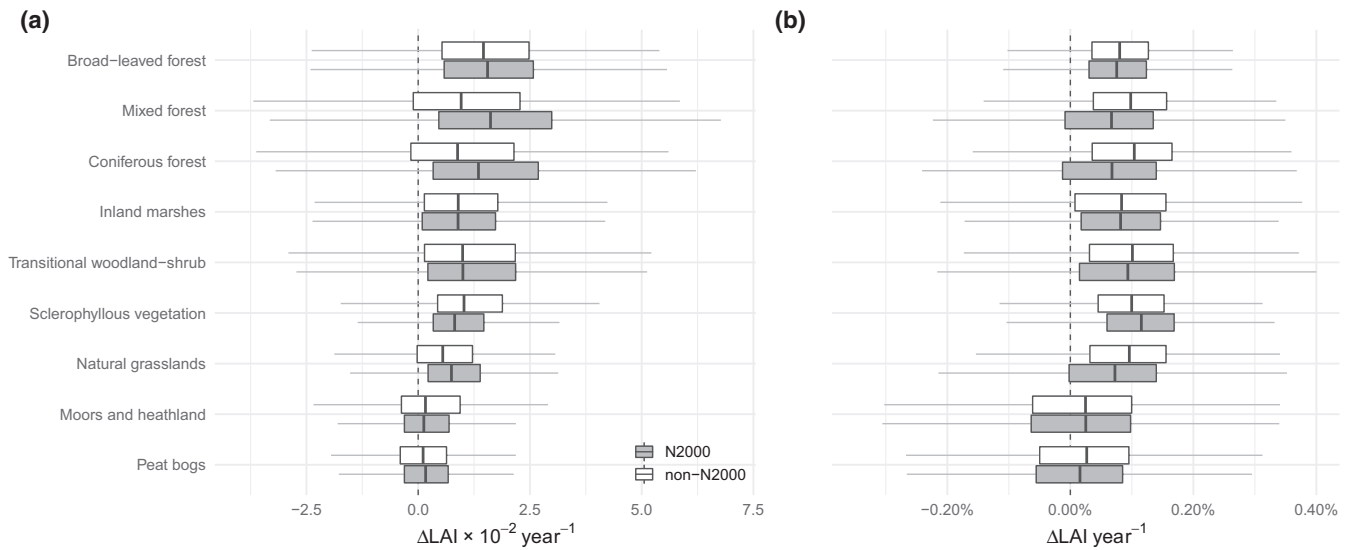 (a)
(b)
Broad−leaved forest
Mixed forest
Coniferous forest
Inland marshes
Transitional woodland−shrub
Sclerophyllous vegetation
Natural grasslands
Moors and heathland
Peat bogs
N2000
non−N2000
−2.5 0.0 2.5 5.0 7.5
ΔLAI × 10⁻² year⁻¹
−0.20% 0.00% 0.20% 0.40%
ΔLAI year⁻¹